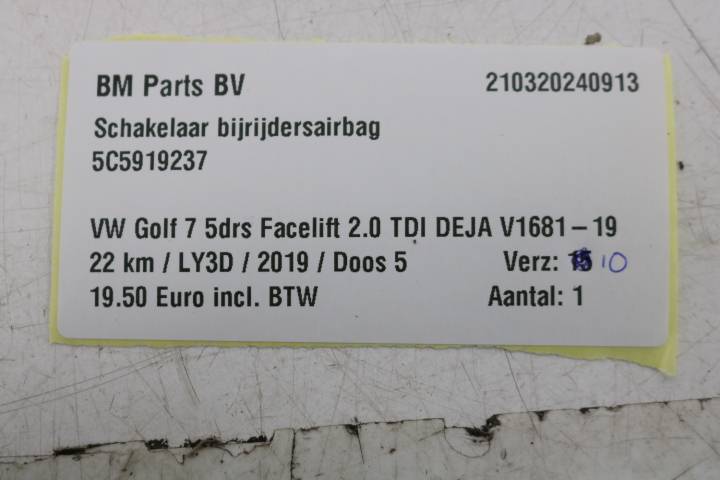 BM Parts BV 210320240913
Schakelaar bijrijdersairbag
5C5919237
VW Golf 7 5drs Facelift 2.0 TDI DEJA V1681-19
22 km / LY3D / 2019 / Doos 5 Verz: 10
19.50 Euro incl. BTW Aantal: 1